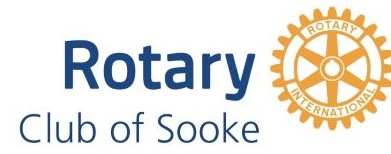 Rotary
Club of Sooke
ROTARY
INTERNATIONAL